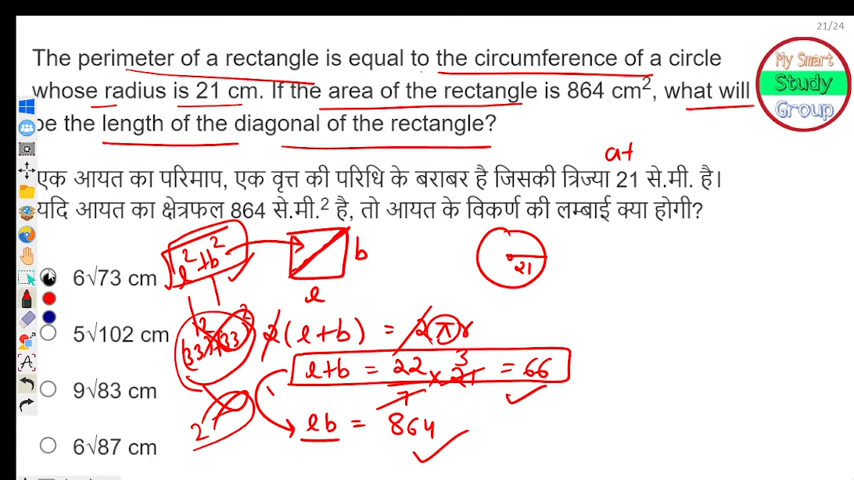 21/24
The perimeter of a rectangle is equal to the circumference of a circle
whose radius is 21 cm. If the area of the rectangle is 864 cm², what will
be the length of the diagonal of the rectangle?
My Smart
Study
Group
at
एक आयत का परिमाप, एक वृत्त की परिधि के बराबर है जिसकी त्रिज्या 21 से.मी. है।
यदि आयत का क्षेत्रफल 864 से.मी.² है, तो आयत के विकर्ण की लम्बाई क्या होगी?
6√73 cm
5√102 cm
9√83 cm
6√87 cm
l²+b²
b
l
21
2(l+b) = 2πr
l+b = 22/7 × 21 3 = 66
lb = 864